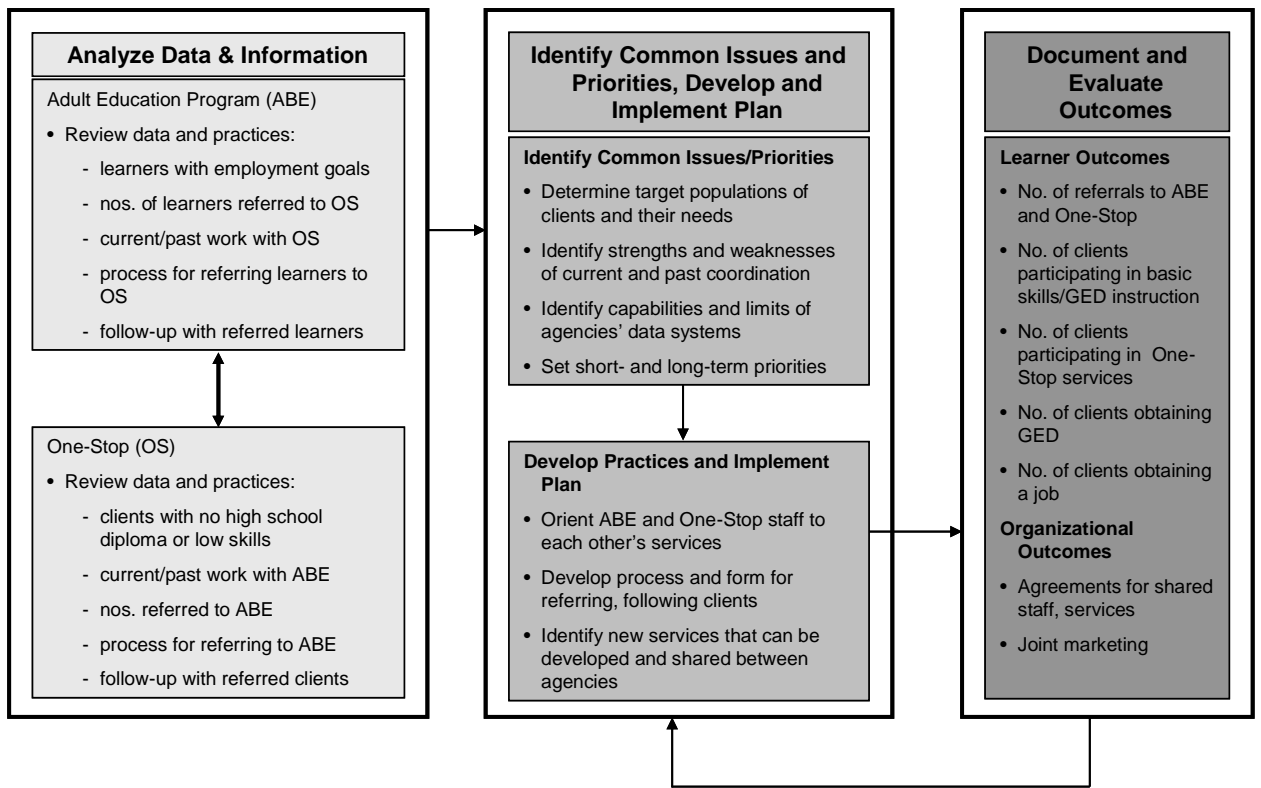 Analyze Data & Information
Adult Education Program (ABE)
• Review data and practices:
- learners with employment goals
- nos. of learners referred to OS
- current/past work with OS
- process for referring learners to
OS
- follow-up with referred learners
One-Stop (OS)
• Review data and practices:
- clients with no high school
diploma or low skills
- current/past work with ABE
- nos. referred to ABE
- process for referring to ABE
- follow-up with referred clients
Identify Common Issues and
Priorities, Develop and
Implement Plan
Identify Common Issues/Priorities
• Determine target populations of
clients and their needs
• Identify strengths and weaknesses
of current and past coordination
• Identify capabilities and limits of
agencies’ data systems
• Set short- and long-term priorities
Develop Practices and Implement
Plan
• Orient ABE and One-Stop staff to
each other’s services
• Develop process and form for
referring, following clients
• Identify new services that can be
developed and shared between
agencies
Document and
Evaluate
Outcomes
Learner Outcomes
• No. of referrals to ABE
and One-Stop
• No. of clients
participating in basic
skills/GED instruction
• No. of clients
participating in One-
Stop services
• No. of clients obtaining
GED
• No. of clients obtaining
a job
Organizational
Outcomes
• Agreements for shared
staff, services
• Joint marketing